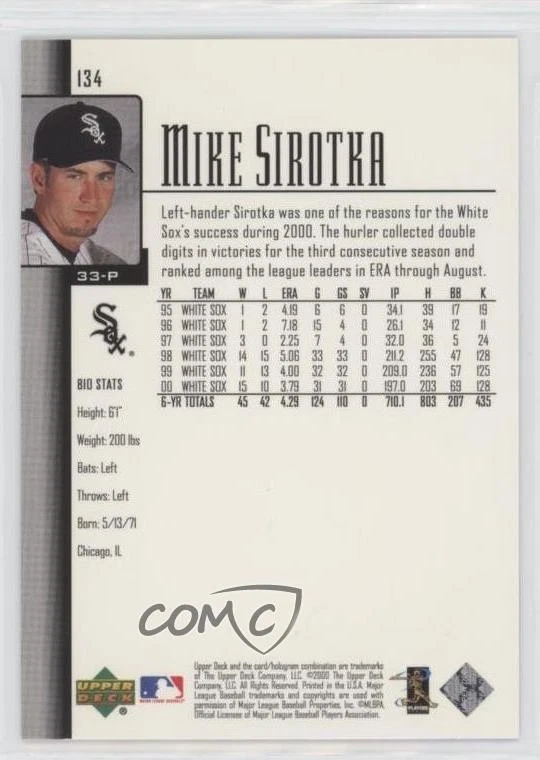 134
Sox
MIKE SIROTKA
Left-hander Sirotka was one of the reasons for the White
Sox's success during 2000. The hurler collected double
digits in victories for the third consecutive season and
ranked among the league leaders in ERA through August.
33-P
YR TEAM W L ERA G GS SV IP H BB K
95 WHITE SOX 1 2 4.19 6 6 0 34.1 39 17 19
96 WHITE SOX 1 2 7.18 15 4 0 26.1 34 12 11
97 WHITE SOX 3 0 2.25 7 4 0 32.0 36 5 24
98 WHITE SOX 14 15 5.06 33 33 0 211.2 255 47 128
99 WHITE SOX 11 13 4.00 32 32 0 209.0 236 57 125
00 WHITE SOX 15 10 3.79 31 31 0 197.0 203 69 128
6-YR TOTALS 45 42 4.29 124 110 0 710.1 803 207 435
Sox®
BIO STATS
Height: 6'1"
Weight: 200 lbs
Bats: Left
Throws: Left
Born: 5/13/71
Chicago, IL
COMC
UPPER
DECK®
MAJOR LEAGUE BASEBALL®
Upper Deck and the card/hologram combination are trademarks
of The Upper Deck Company, LLC. ©2000 The Upper Deck
Company, LLC. All Rights Reserved. Printed in the U.S.A. Major
League Baseball trademarks and copyrights are used with
permission of Major League Baseball Properties, Inc. ©MLBPA,
Official Licensee of Major League Baseball Players Association.
PLAYERS